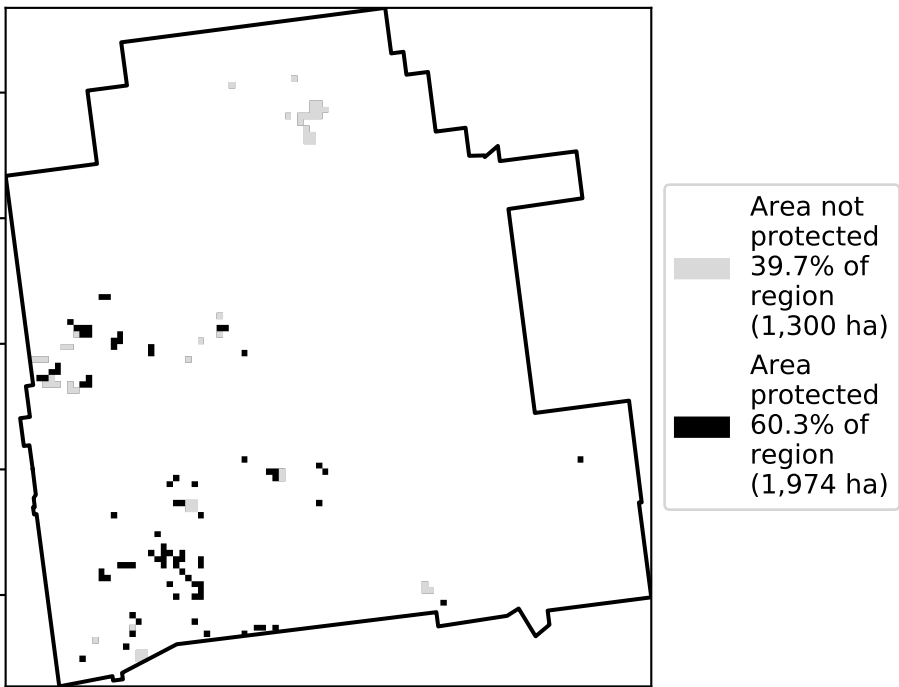 Area not
protected
39.7% of
region
(1,300 ha)
Area
protected
60.3% of
region
(1,974 ha)